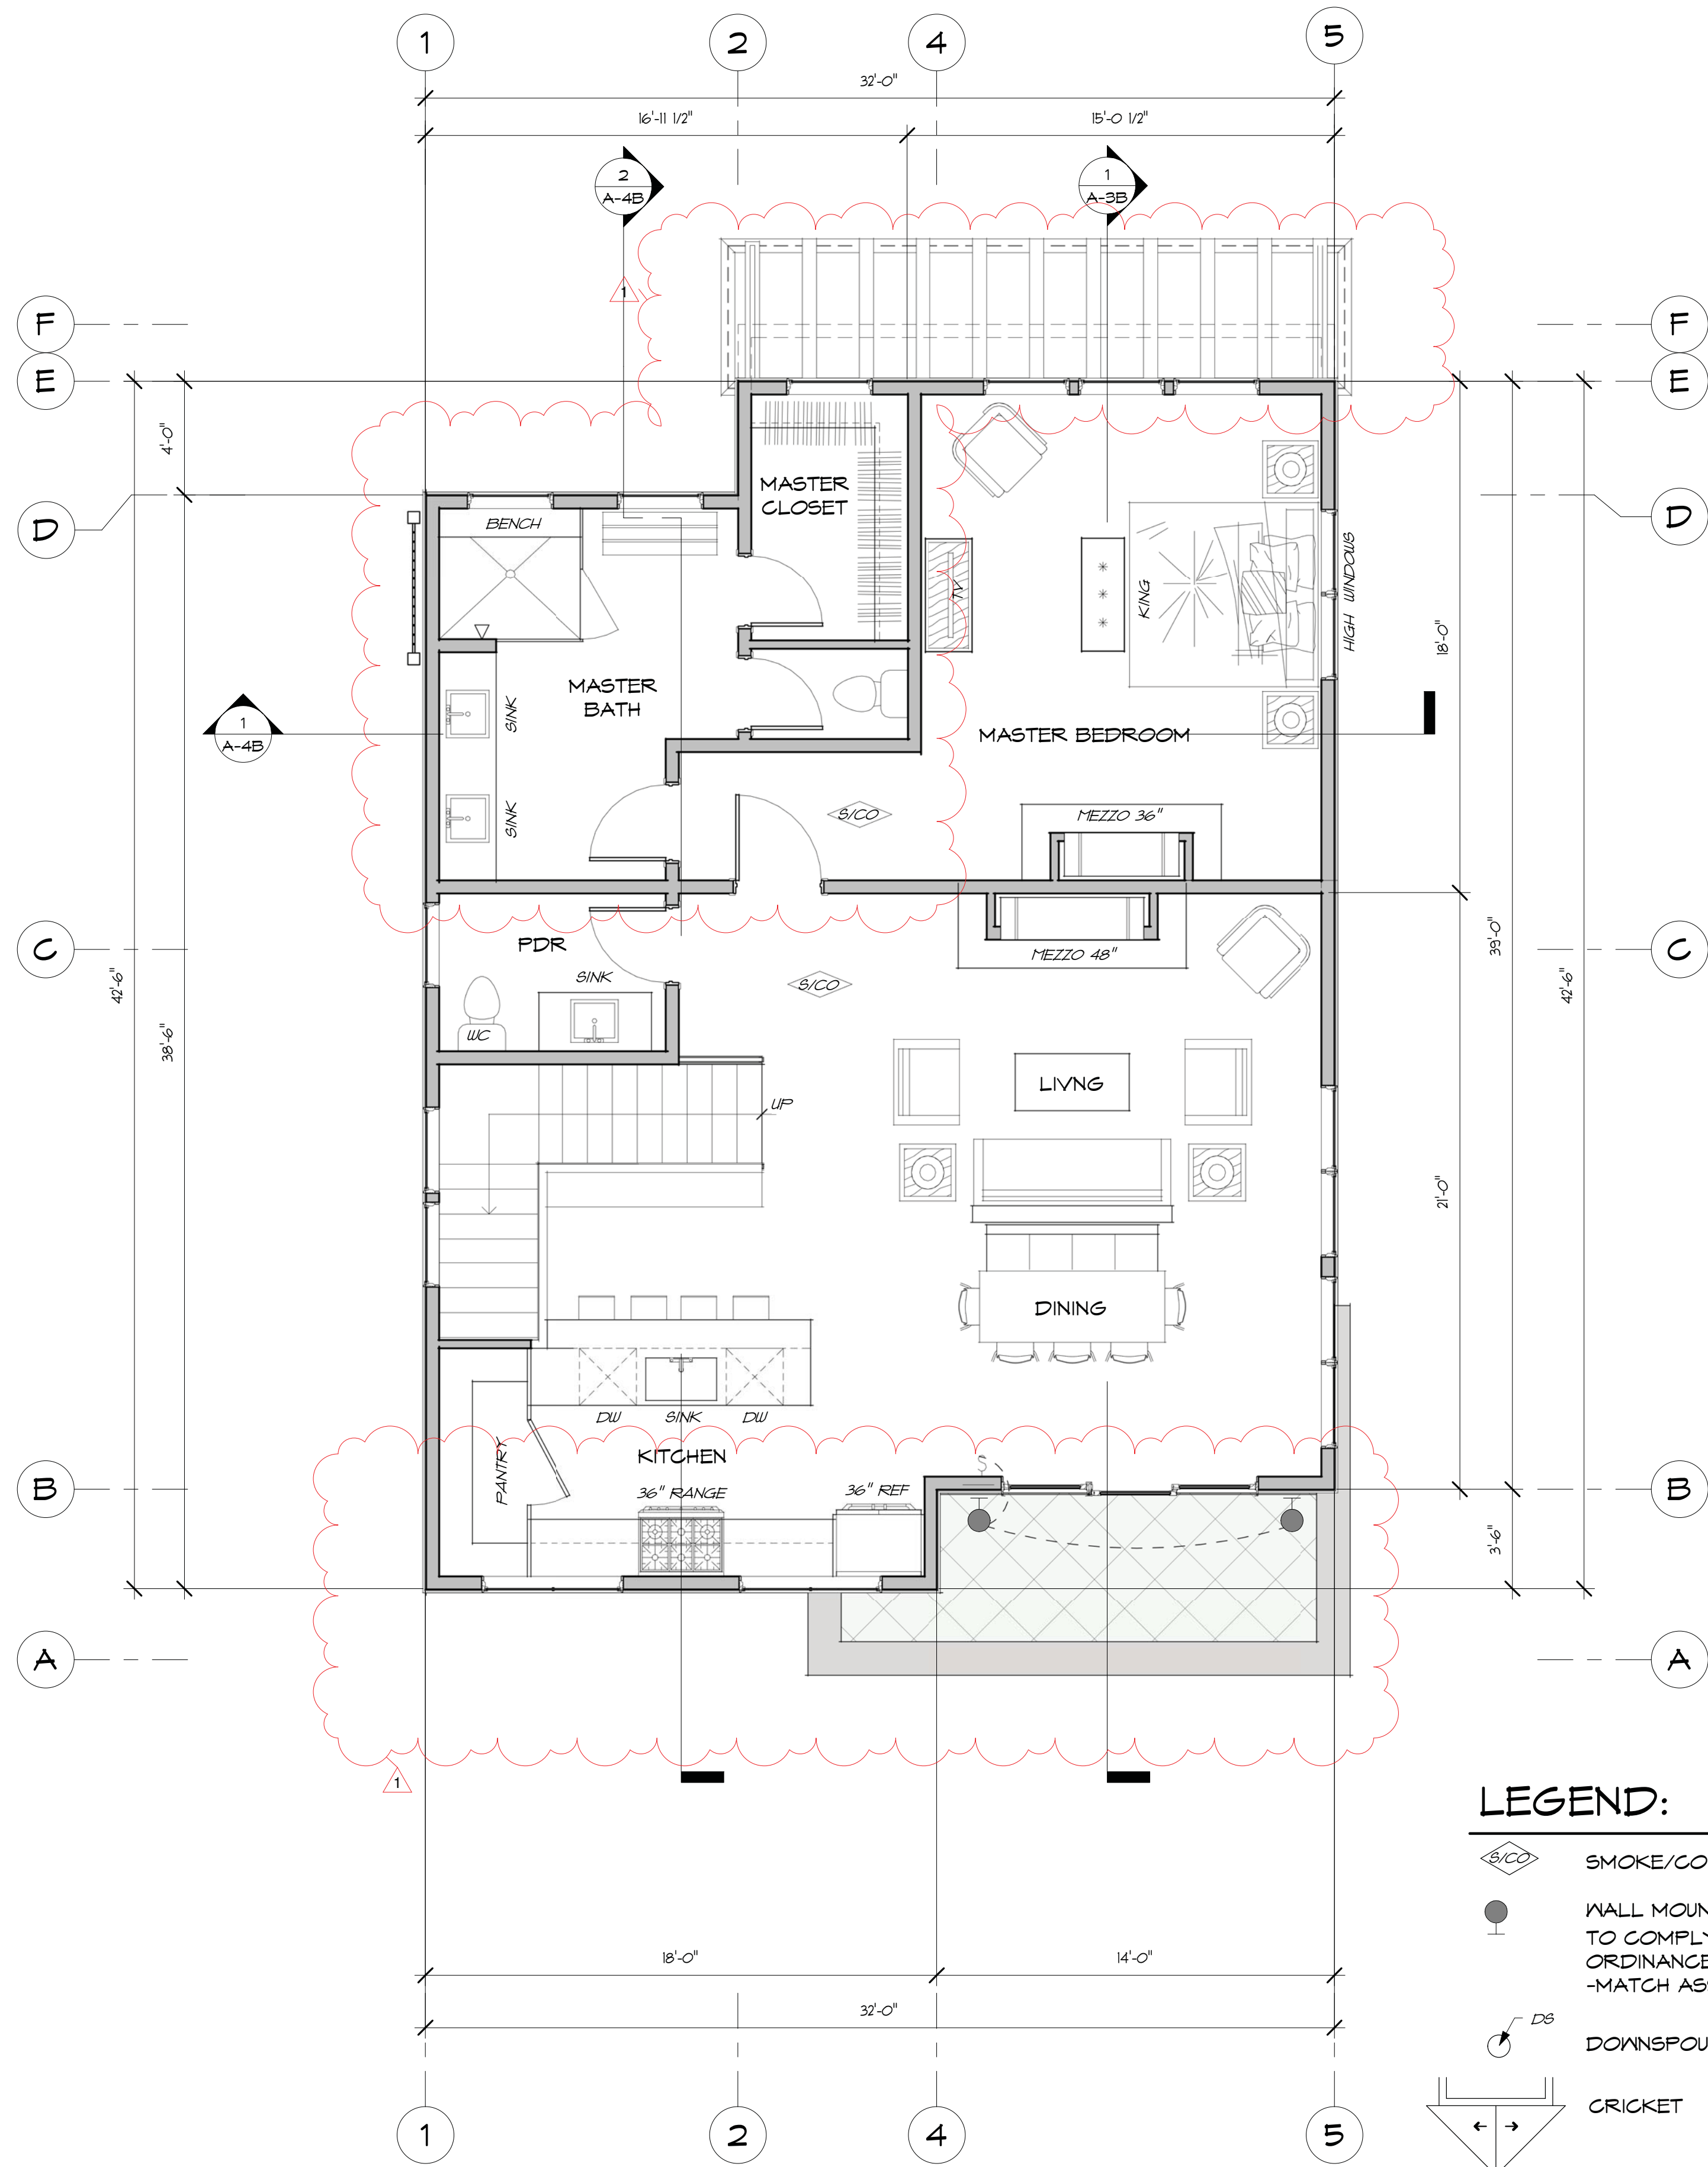 1
2
4
5
32'-0"
16'-11 1/2"
15'-0 1/2"
2
A-4B
1
A-3B
1
F
F
E
E
4'-0"
MASTER
CLOSET
D
BENCH
D
HIGH WINDOWS
TV
KING
18'-0"
MASTER
BATH
SINK
1
A-4B
MASTER BEDROOM
SINK
S/CO
MEZZO 36"
C
PDR
MEZZO 48"
39'-0"
C
42'-6"
SINK
S/CO
42'-6"
WC
38'-6"
LIVNG
UP
21'-0"
DINING
DW
SINK
DW
PANTRY
KITCHEN
S
B
36" RANGE
36" REF
B
3'-6"
A
A
1
LEGEND:
S/CO
SMOKE/CO
WALL MOUN
TO COMPLY
ORDINANCE
-MATCH AS
18'-0"
14'-0"
32'-0"
DS
DOWNSPOU
CRICKET
1
2
4
5